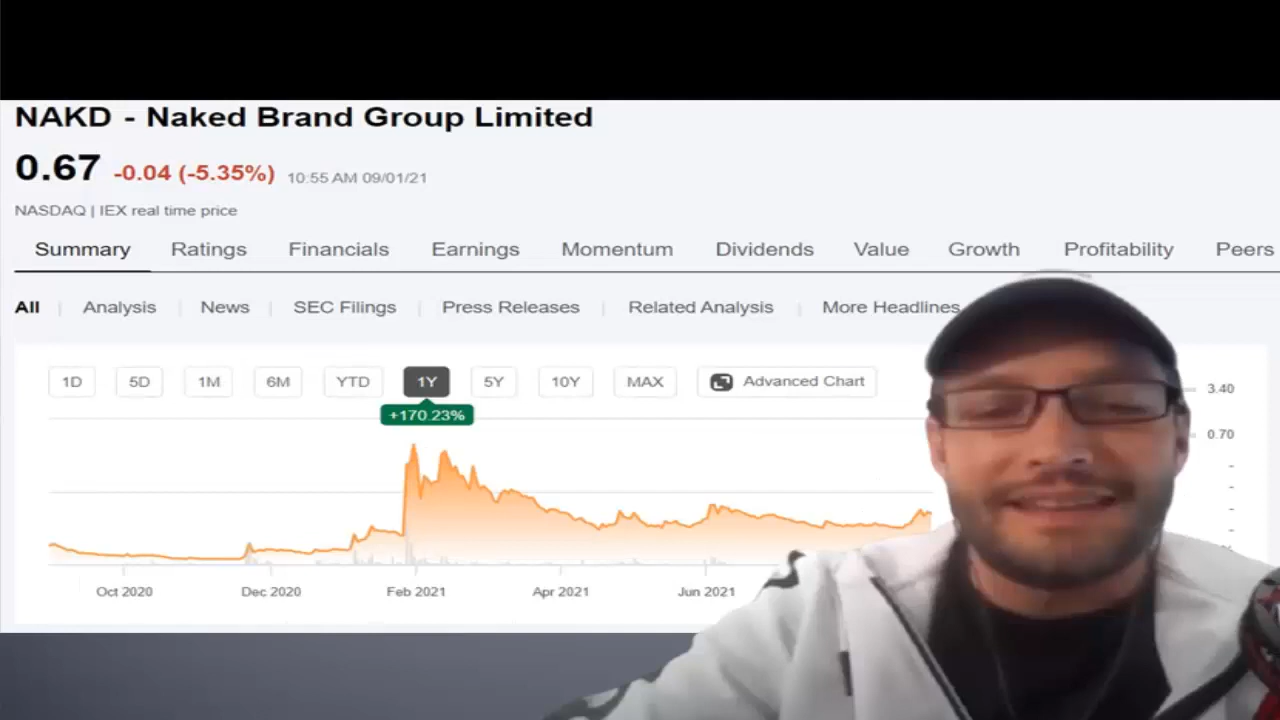 NAKD - Naked Brand Group Limited
0.67 -0.04 (-5.35%) 10:55 AM 09/01/21
NASDAQ | IEX real time price
Summary Ratings Financials Earnings Momentum Dividends Value Growth Profitability Peers
All | Analysis | News | SEC Filings | Press Releases | Related Analysis | More Headlines
1D 5D 1M 6M YTD 1Y 5Y 10Y MAX Advanced Chart
3.40
+170.23%
0.70
Oct 2020 Dec 2020 Feb 2021 Apr 2021 Jun 2021